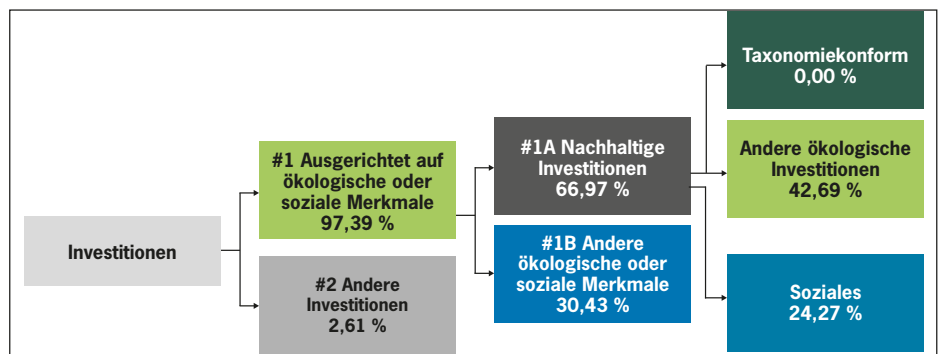 Investitionen
#1 Ausgerichtet auf
ökologische oder
soziale Merkmale
97,39 %
#2 Andere
Investitionen
2,61 %
#1A Nachhaltige
Investitionen
66,97 %
#1B Andere
ökologische oder
soziale Merkmale
30,43 %
Taxonomiekonform
0,00 %
Andere ökologische
Investitionen
42,69 %
Soziales
24,27 %